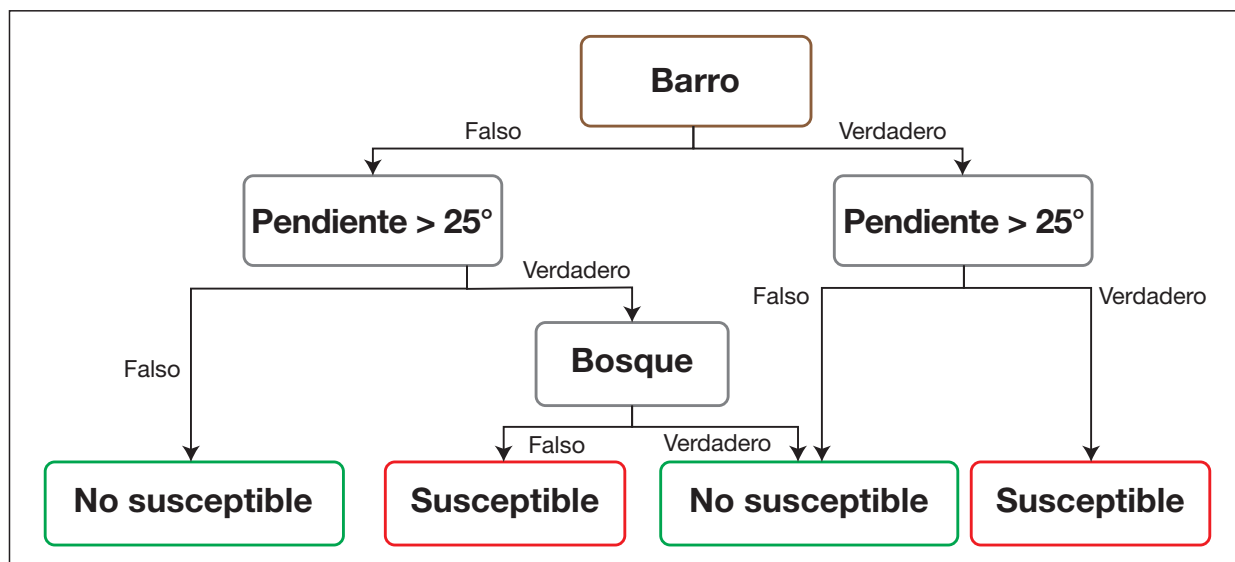 Barro
Falso
Verdadero
Pendiente > 25°
Pendiente > 25°
Verdadero
Falso
Verdadero
Bosque
Falso
Falso
Verdadero
No susceptible
Susceptible
No susceptible
Susceptible